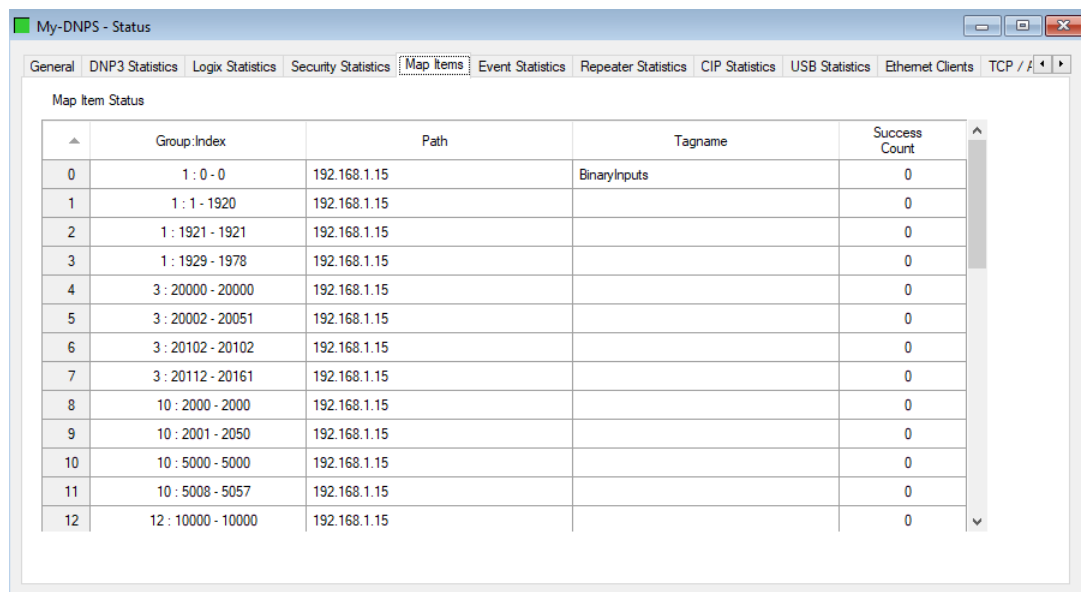 My-DNPS - Status
General DNP3 Statistics Logix Statistics Security Statistics Map Items Event Statistics Repeater Statistics CIP Statistics USB Statistics Ethernet Clients TCP / A
Map Item Status
Group:Index Path Tagname Success Count
0 1 : 0 - 0 192.168.1.15 BinaryInputs 0
1 1 : 1 - 1920 192.168.1.15 0
2 1 : 1921 - 1921 192.168.1.15 0
3 1 : 1929 - 1978 192.168.1.15 0
4 3 : 20000 - 20000 192.168.1.15 0
5 3 : 20002 - 20051 192.168.1.15 0
6 3 : 20102 - 20102 192.168.1.15 0
7 3 : 20112 - 20161 192.168.1.15 0
8 10 : 2000 - 2000 192.168.1.15 0
9 10 : 2001 - 2050 192.168.1.15 0
10 10 : 5000 - 5000 192.168.1.15 0
11 10 : 5008 - 5057 192.168.1.15 0
12 12 : 10000 - 10000 192.168.1.15 0